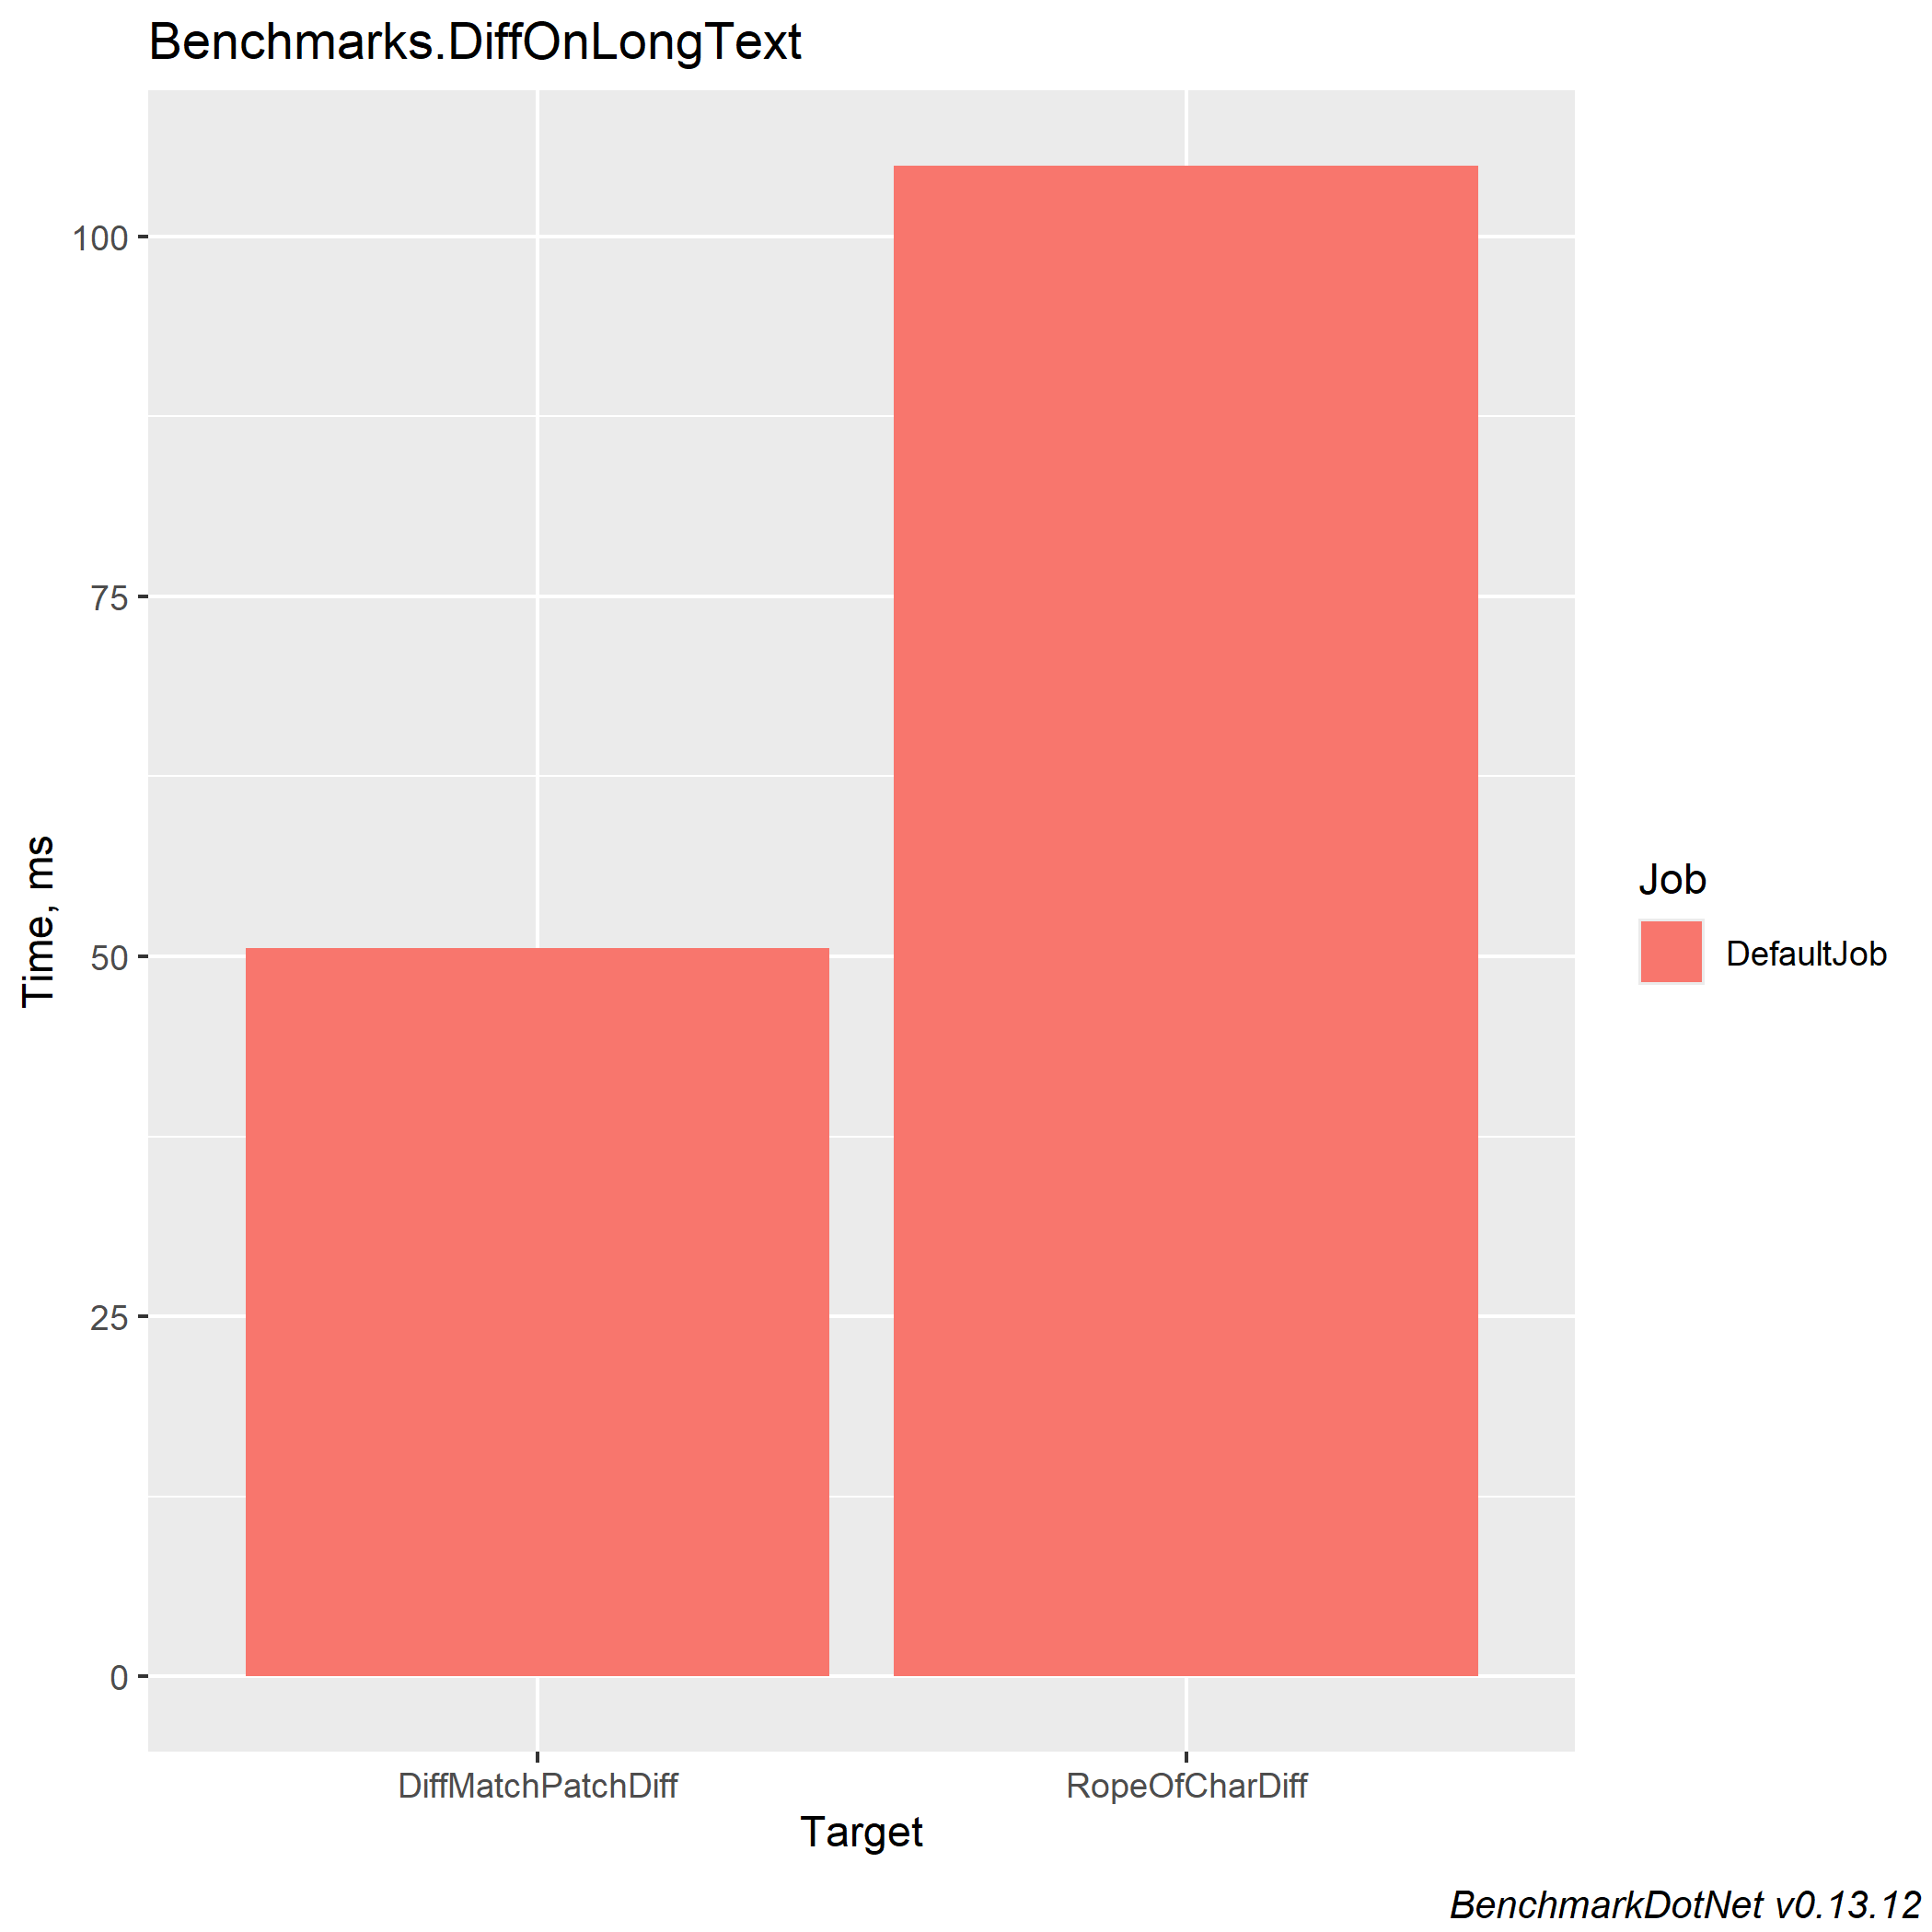 Benchmarks.DiffOnLongText
100
75
50
25
0
Time, ms
DiffMatchPatchDiff
RopeOfCharDiff
Target
Job
DefaultJob
BenchmarkDotNet v0.13.12